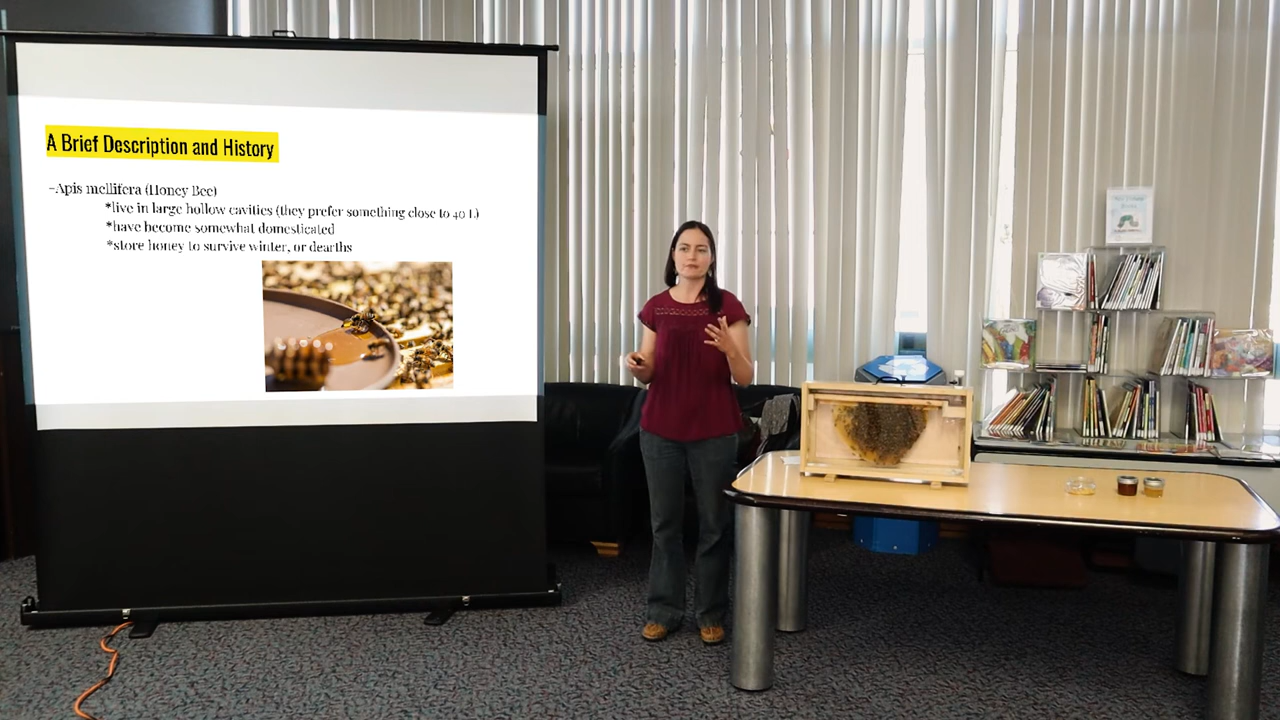 A Brief Description and History
-Apis mellifera (Honey Bee)
*live in large hollow cavities (they prefer something close to 40 L)
*have become somewhat domesticated
*store honey to survive winter, or dearths